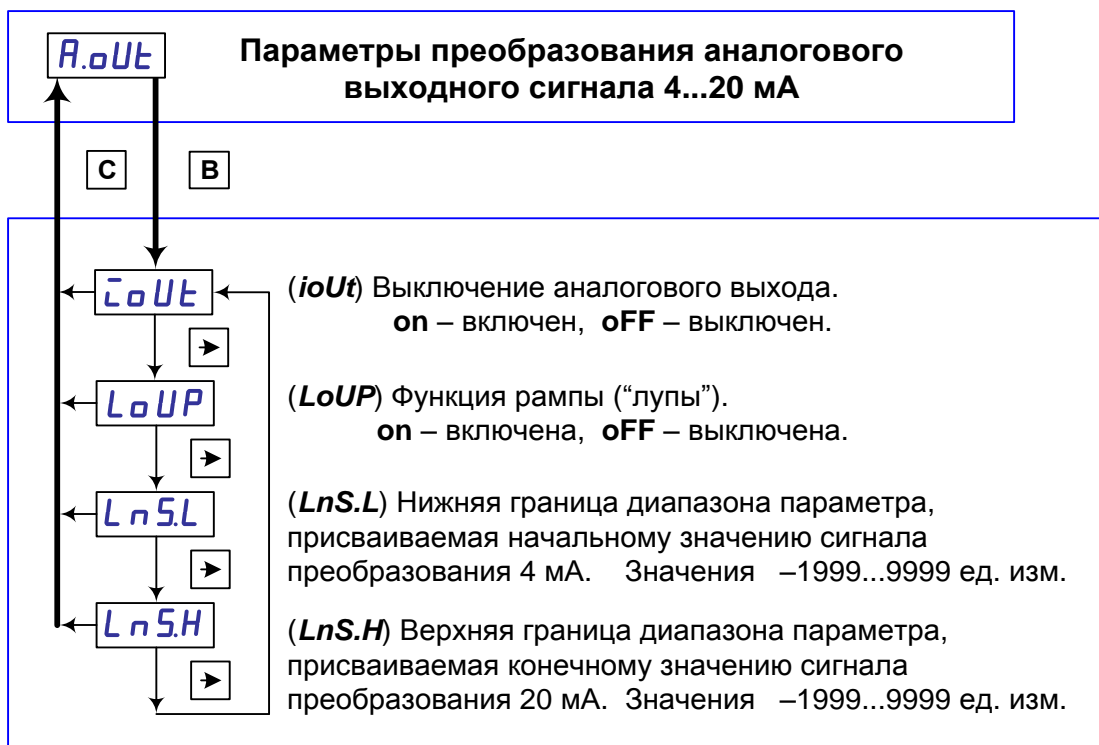 A.oUt
Параметры преобразования аналогового
выходного сигнала 4...20 мА
C
B
ioUt
(ioUt) Выключение аналогового выхода.
on – включен, oFF – выключен.
LoUP
(LoUP) Функция рампы (“лупы”).
on – включена, oFF – выключена.
LnS.L
(LnS.L) Нижняя граница диапазона параметра,
присваиваемая начальному значению сигнала
преобразования 4 мА. Значения –1999...9999 ед. изм.
LnS.H
(LnS.H) Верхняя граница диапазона параметра,
присваиваемая конечному значению сигнала
преобразования 20 мА. Значения –1999...9999 ед. изм.